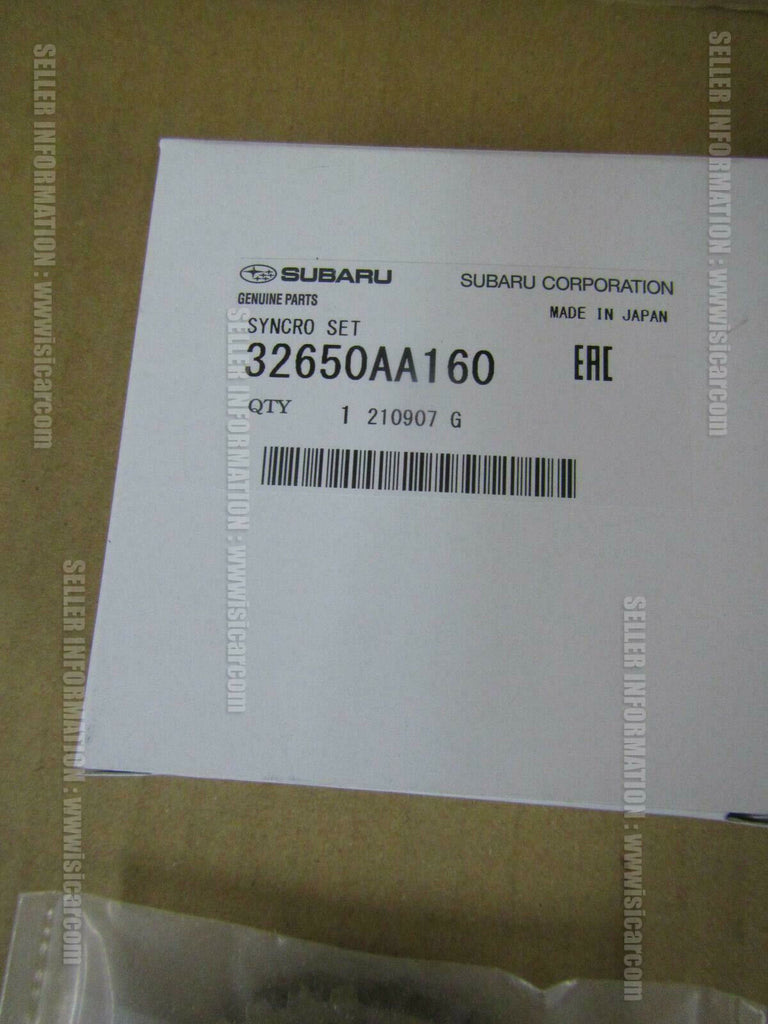 SUBARU
SUBARU CORPORATION
GENUINE PARTS
MADE IN JAPAN
SYNCRO SET
32650AA160
EAC
QTY 1 210907 G
SELLER INFORMATION : www.isicar.com
SELLER INFORMATION : www.isicar.com
SELLER INFORMATION : www.isicar.com
SELLER INFORMATION : www.isicar.com
SELLER INFORMATION : www.isicar.com